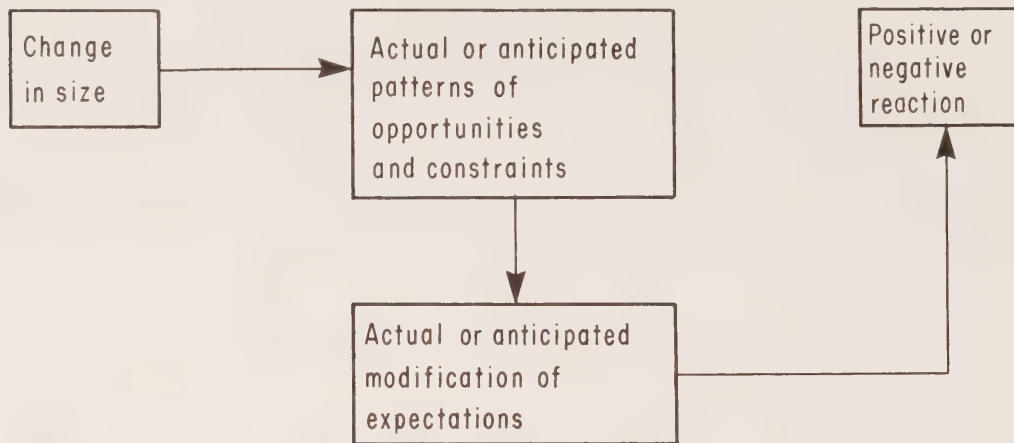 Change
in size
Actual or anticipated
patterns of
opportunities
and constraints
Actual or anticipated
modification of
expectations
Positive or
negative
reaction